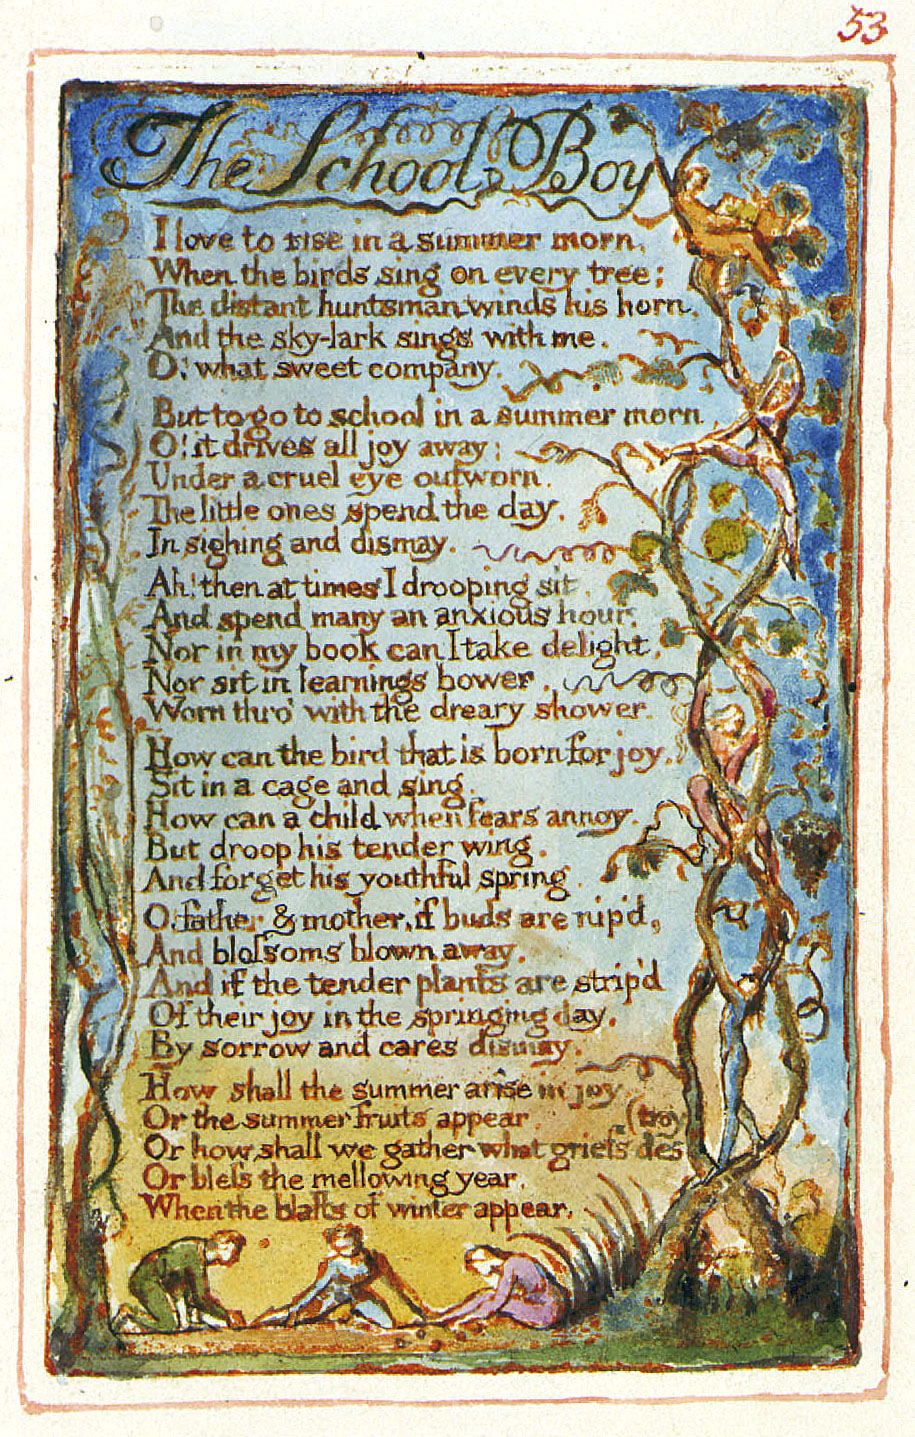 53
The School Boy
I love to rise in a summer morn,
When the birds sing on every tree;
The distant huntsman winds his horn,
And the sky-lark sings with me.
O! what sweet company.
But to go to school in a summer morn
O! it drives all joy away;
Under a cruel eye outworn,
The little ones spend the day,
In sighing and dismay.
Ah! then at times I drooping sit,
And spend many an anxious hour;
Nor in my book can I take delight,
Nor sit in learnings bower,
Worn thro' with the dreary shower.
How can the bird that is born for joy,
Sit in a cage and sing,
How can a child when fears annoy,
But droop his tender wing,
And forget his youthful spring.
O! father & mother, if buds are nip'd,
And blossoms blown away,
And if the tender plants are strip'd
Of their joy in the springing day,
By sorrow and cares dismay,
How shall the summer arise in joy
Or the summer fruits appear
(troy
Or how shall we gather what griefs des
Or bless the mellowing year,
When the blasts of winter appear.